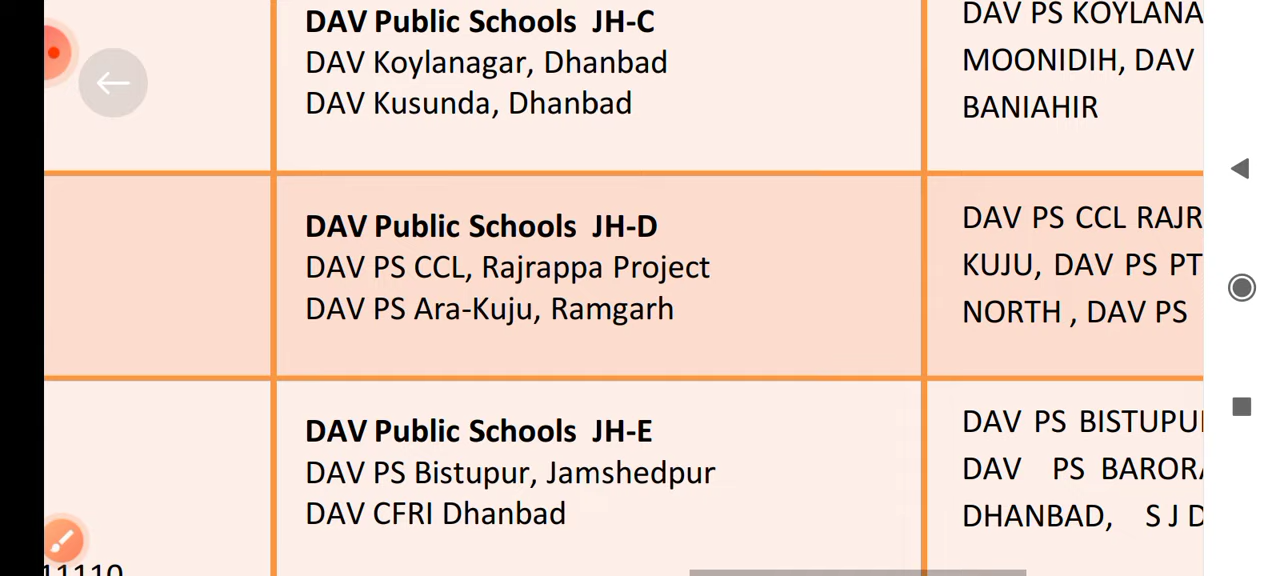 DAV Public Schools JH-C
DAV Koylanagar, Dhanbad
DAV Kusunda, Dhanbad
DAV PS KOYLANA
MOONIDIH, DAV
BANIAHIR
DAV Public Schools JH-D
DAV PS CCL, Rajrappa Project
DAV PS Ara-Kuju, Ramgarh
DAV PS CCL RAJR
KUJU, DAV PS PT
NORTH , DAV PS
DAV Public Schools JH-E
DAV PS Bistupur, Jamshedpur
DAV CFRI Dhanbad
DAV PS BISTUPU
DAV PS BARORA
DHANBAD, S J D
11110